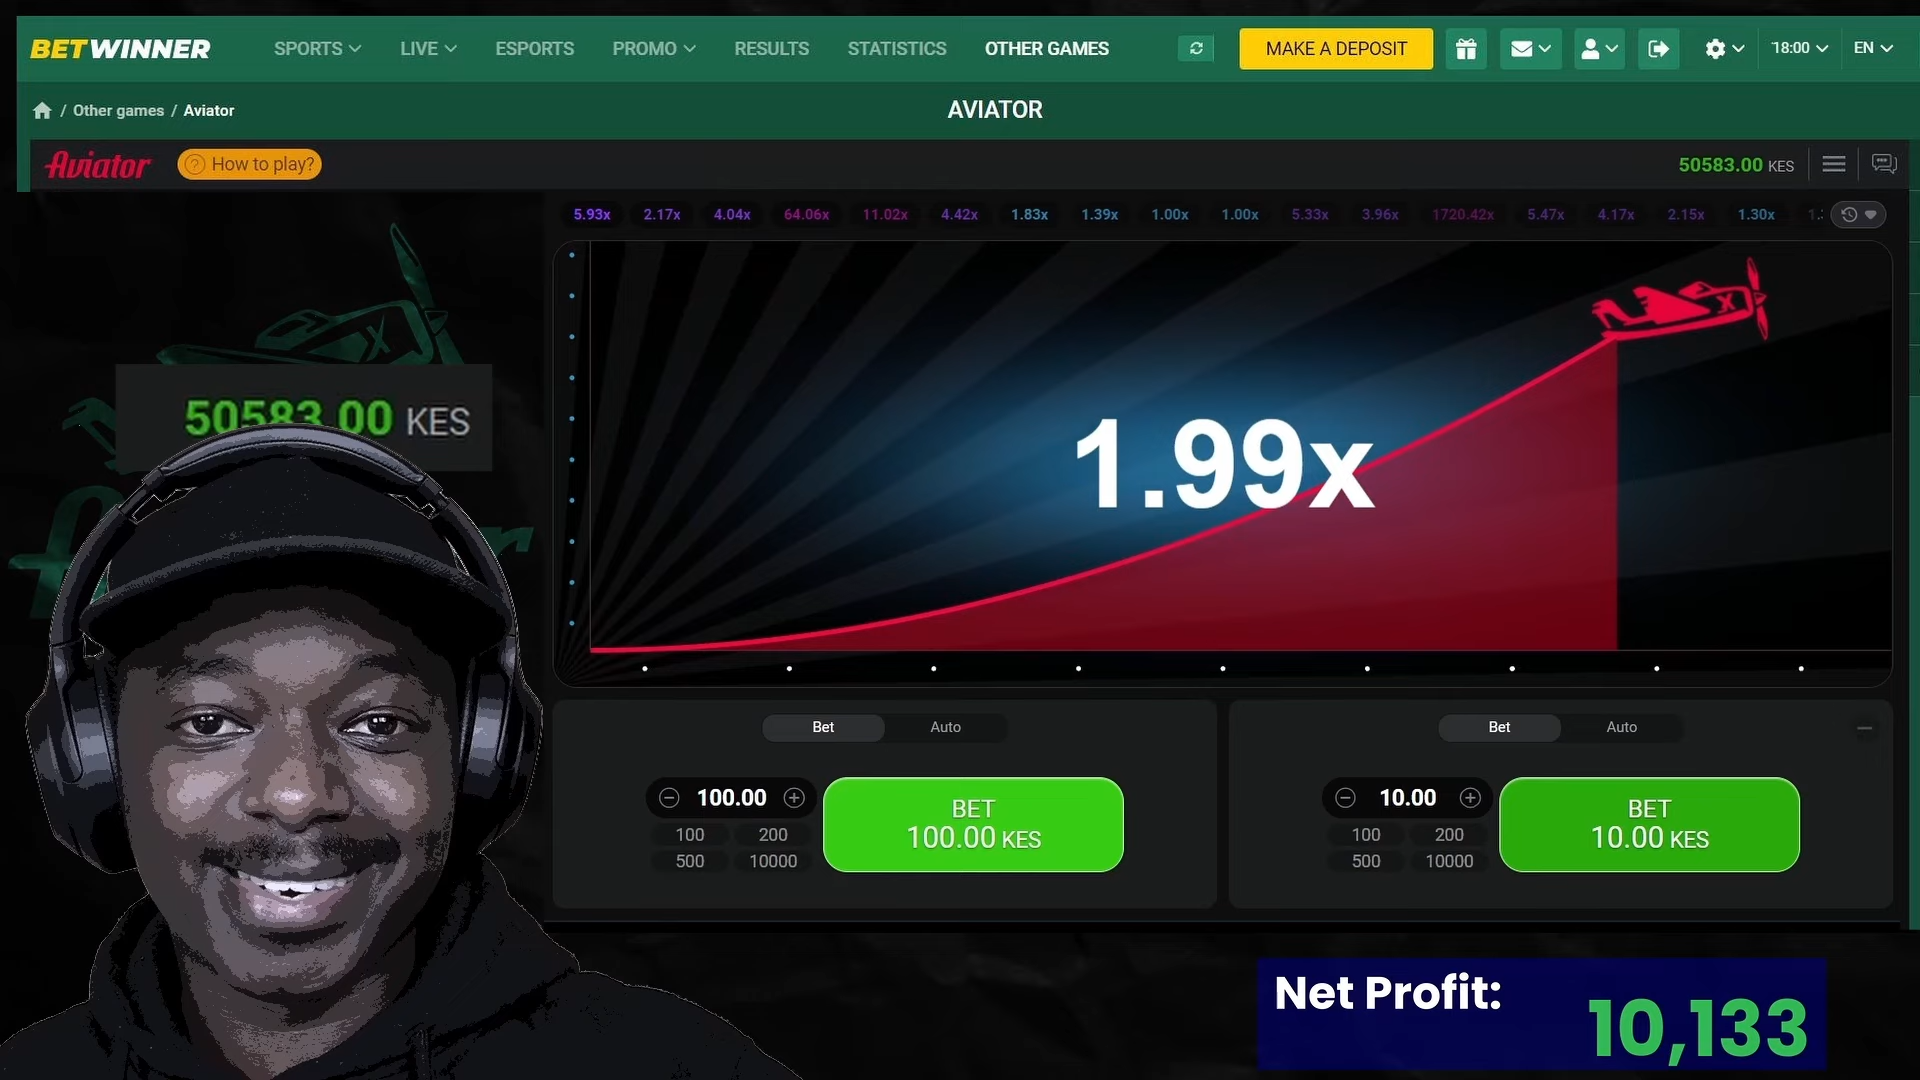 BETWINNER SPORTS LIVE ESPORTS PROMO RESULTS STATISTICS OTHER GAMES MAKE A DEPOSIT 18:00 EN
/ Other games / Aviator
AVIATOR
Aviator ? How to play? 50583.00 KES
5.93x 2.17x 4.04x 64.06x 11.02x 4.42x 1.83x 1.39x 1.00x 1.00x 5.33x 3.96x 1720.42x 5.47x 4.17x 2.15x 1.30x
X
50583.00 KES
1.99x
Bet Auto
100.00
100 200
500 10000
BET
100.00 KES
Bet Auto
10.00
100 200
500 10000
BET
10.00 KES
Net Profit:
10,133